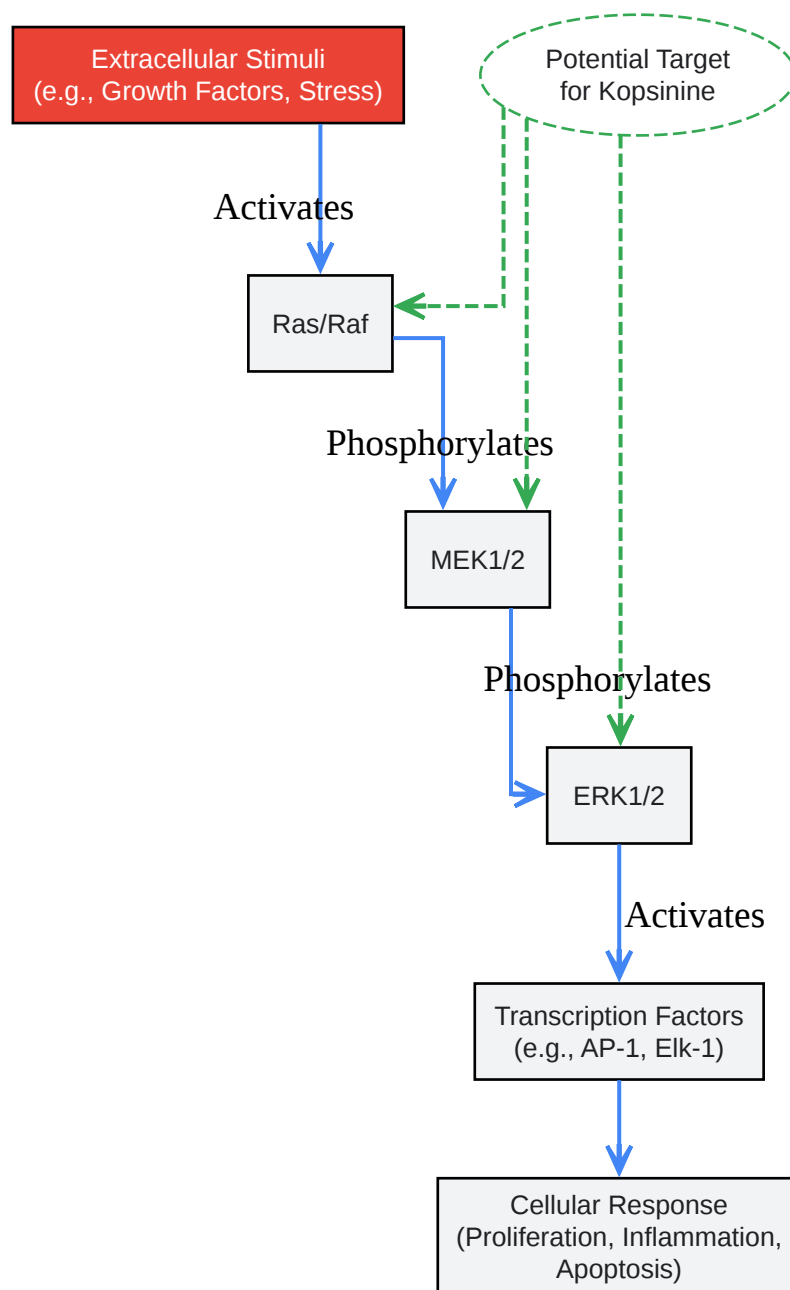 Extracellular Stimuli
(e.g., Growth Factors, Stress)
Potential Target
for Kopsinine
Activates
Ras/Raf
Phosphorylates
MEK1/2
Phosphorylates
ERK1/2
Activates
Transcription Factors
(e.g., AP-1, Elk-1)
Cellular Response
(Proliferation, Inflammation,
Apoptosis)